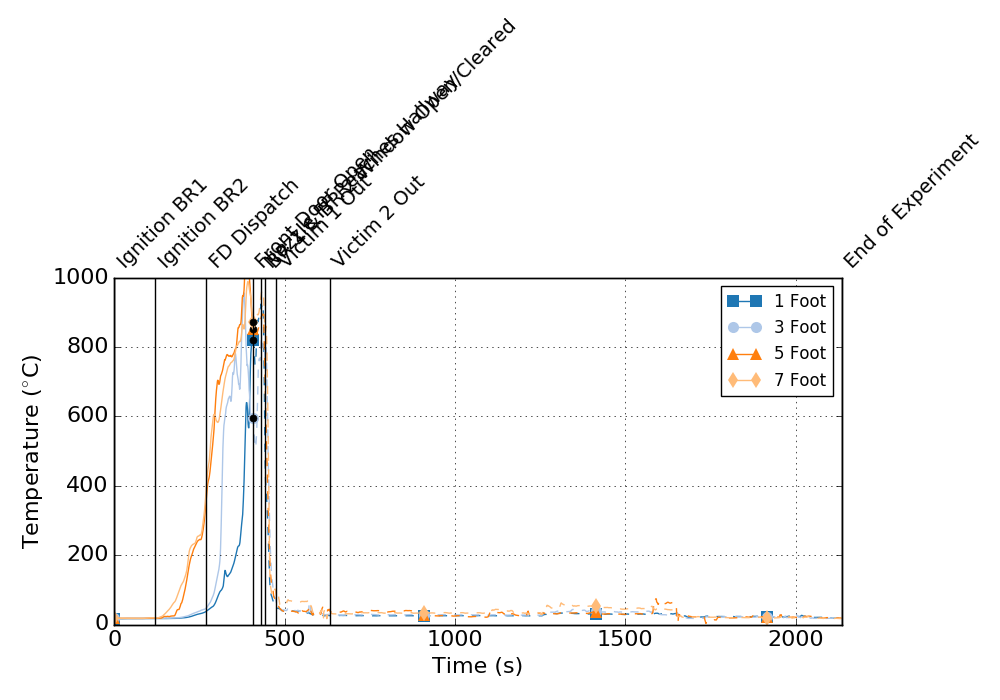 Ignition BR1
Ignition BR2
FD Dispatch
Front Door Open
Victim 1 Out
Victim 2 Out
End of Experiment
1000
800
600
400
200
0
Temperature (°C)
1 Foot
3 Foot
5 Foot
7 Foot
0
500
1000
1500
2000
Time (s)